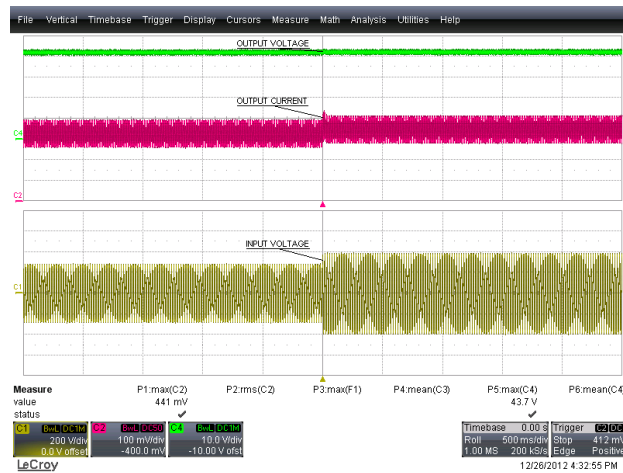 File Vertical Timebase Trigger Display Cursors Measure Math Analysis Utilities Help
OUTPUT VOLTAGE
OUTPUT CURRENT
C4
C2
INPUT VOLTAGE
C1
Measure P1:max(C2) P2:rms(C2) P3:max(F1) P4:mean(C3) P5:max(C4) P6:mean(C4
value 441 mV 43.7 V
status
C1 BwL DC1M C2 BwL DC50 C4 BwL DC1M Timebase 0.00 s Trigger C2 DC
200 V/div 100 mV/div 10.0 V/div Roll 500 ms/div Stop 412 mV
0.0 V offset -400.0 mV -10.00 V ofst 1.00 MS 200 kS/s Edge Positive
LeCroy 12/26/2012 4:32:55 PM